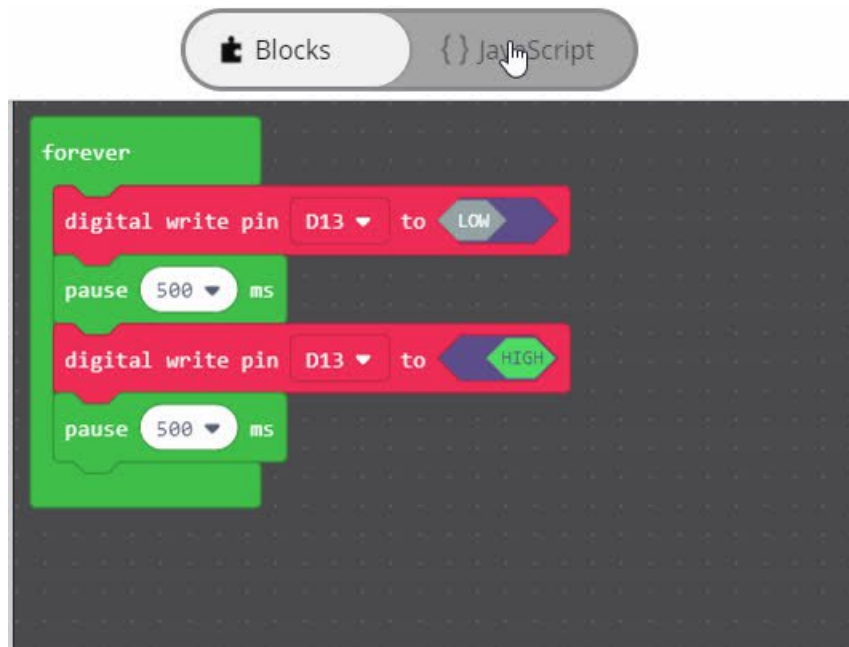 Blocks
{ } JavaScript
forever
digital write pin D13 to LOW
pause 500 ms
digital write pin D13 to HIGH
pause 500 ms